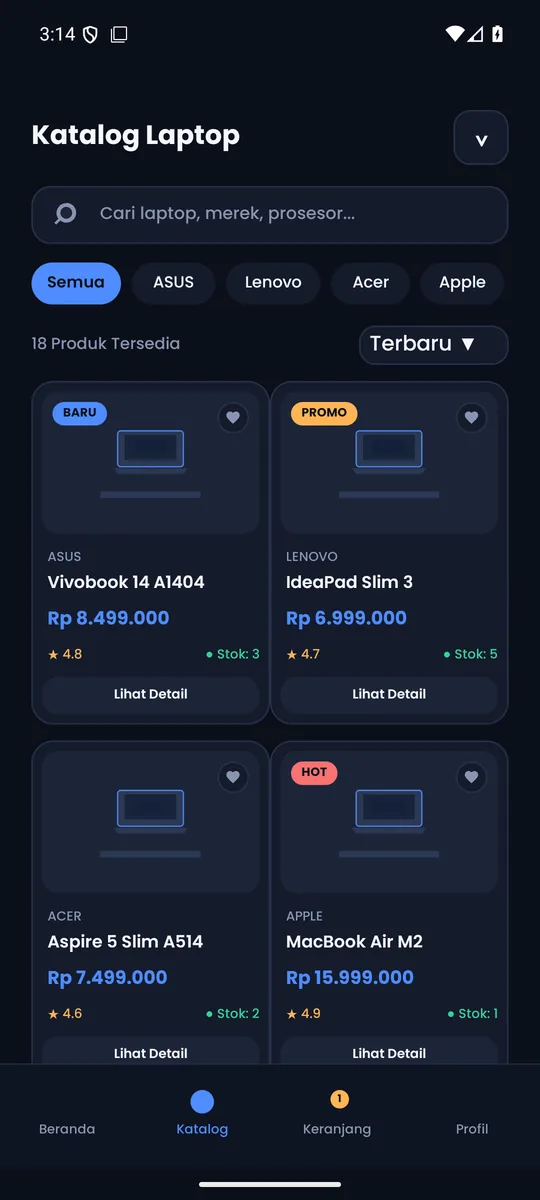 3:14
Katalog Laptop
v
Cari laptop, merek, prosesor...
Semua ASUS Lenovo Acer Apple
18 Produk Tersedia
Terbaru ▼
BARU
PROMO
ASUS
LENOVO
Vivobook 14 A1404
IdeaPad Slim 3
Rp 8.499.000
Rp 6.999.000
★ 4.8 ● Stok: 3
★ 4.7 ● Stok: 5
Lihat Detail
Lihat Detail
HOT
ACER
APPLE
Aspire 5 Slim A514
MacBook Air M2
Rp 7.499.000
Rp 15.999.000
★ 4.6 ● Stok: 2
★ 4.9 ● Stok: 1
Lihat Detail
Lihat Detail
1
Beranda Katalog Keranjang Profil